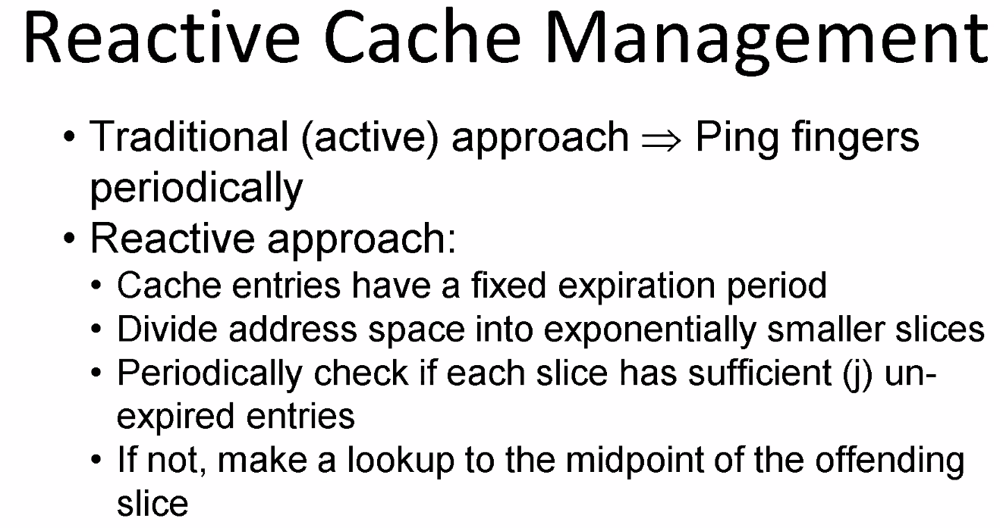 Reactive Cache Management
• Traditional (active) approach ⇒ Ping fingers
periodically
• Reactive approach:
• Cache entries have a fixed expiration period
• Divide address space into exponentially smaller slices
• Periodically check if each slice has sufficient (j) un-
expired entries
• If not, make a lookup to the midpoint of the offending
slice